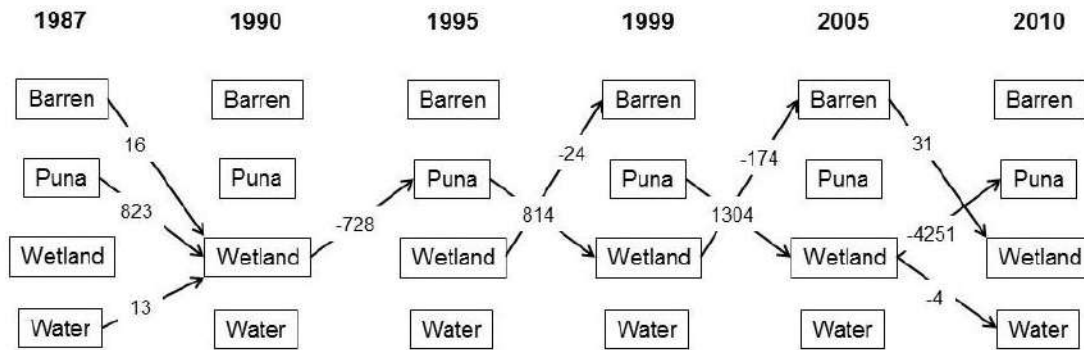 1987 1990 1995 1999 2005 2010
Barren Barren Barren Barren Barren Barren
16 -24 -174 31
Puna Puna Puna Puna Puna Puna
823 -728 814 1304 -4251
Wetland Wetland Wetland Wetland Wetland Wetland
13 -4
Water Water Water Water Water Water